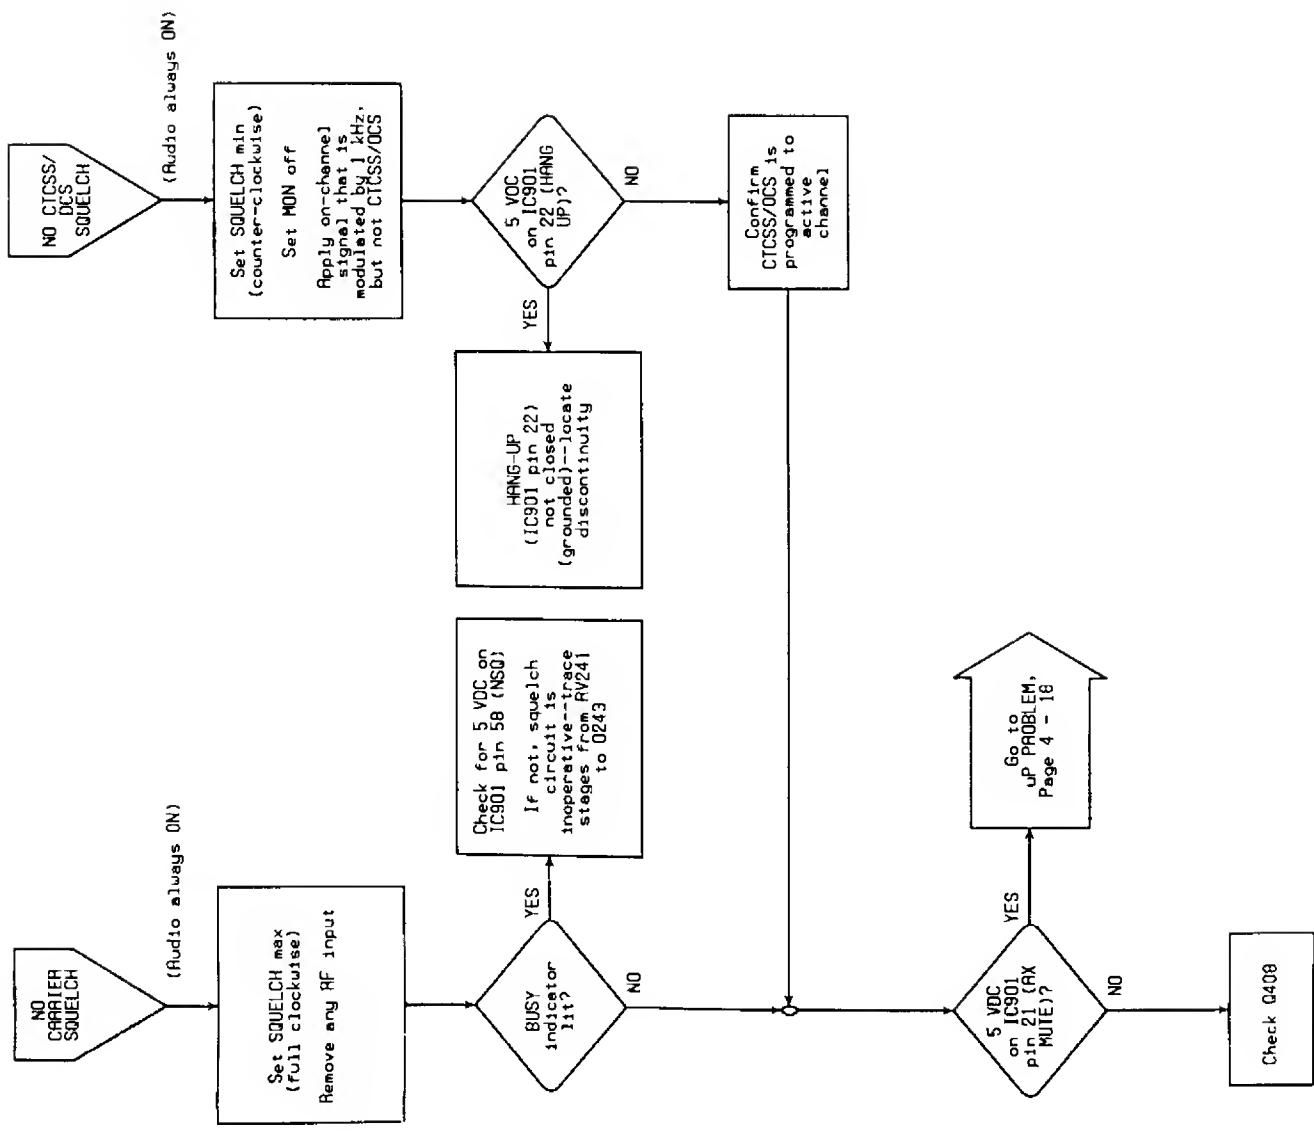 NO
CARRIER
SQUELCH
(Audio always ON)
Set SQUELCH max
(full clockwise)
Remove any RF input
BUSY
indicator
lit?
YES
NO
Check for 5 VDC on
IC901 pin 58 (NSQ)
If not, squelch
circuit is
inoperative--trace
stages from RV241
to Q243
NO CTCSS/
DCS
SQUELCH
(Audio always ON)
Set SQUELCH min
(counter-clockwise)
Set MON off
Apply on-channel
signal that is
modulated by 1 kHz,
but not CTCSS/DCS
5 VDC
on IC901
pin 22 (HANG
UP)?
YES
NO
HANG-UP
(IC901 pin 22)
not closed
(grounded)--locate
discontinuity
Confirm
CTCSS/DCS is
programmed to
active
channel
5 VDC
on IC901
pin 21 (RX
MUTE)?
YES
NO
Go to
uP PROBLEM,
Page 4 - 18
Check Q408